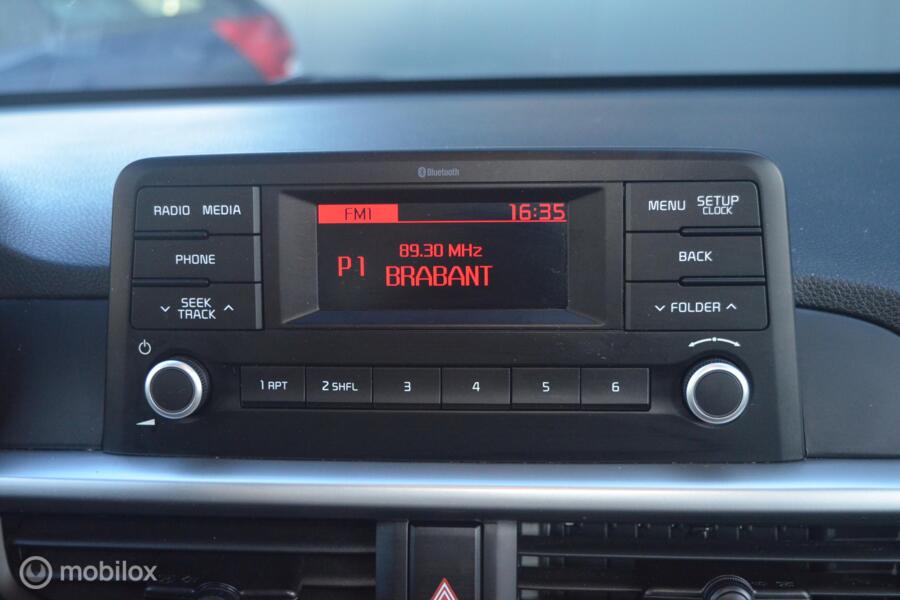 Bluetooth
RADIO MEDIA
PHONE
SEEK
TRACK
FM1 16:35
89.30 MHz
P1 BRABANT
MENU SETUP
CLOCK
BACK
FOLDER
1 RPT 2 SHFL 3 4 5 6
mobilox